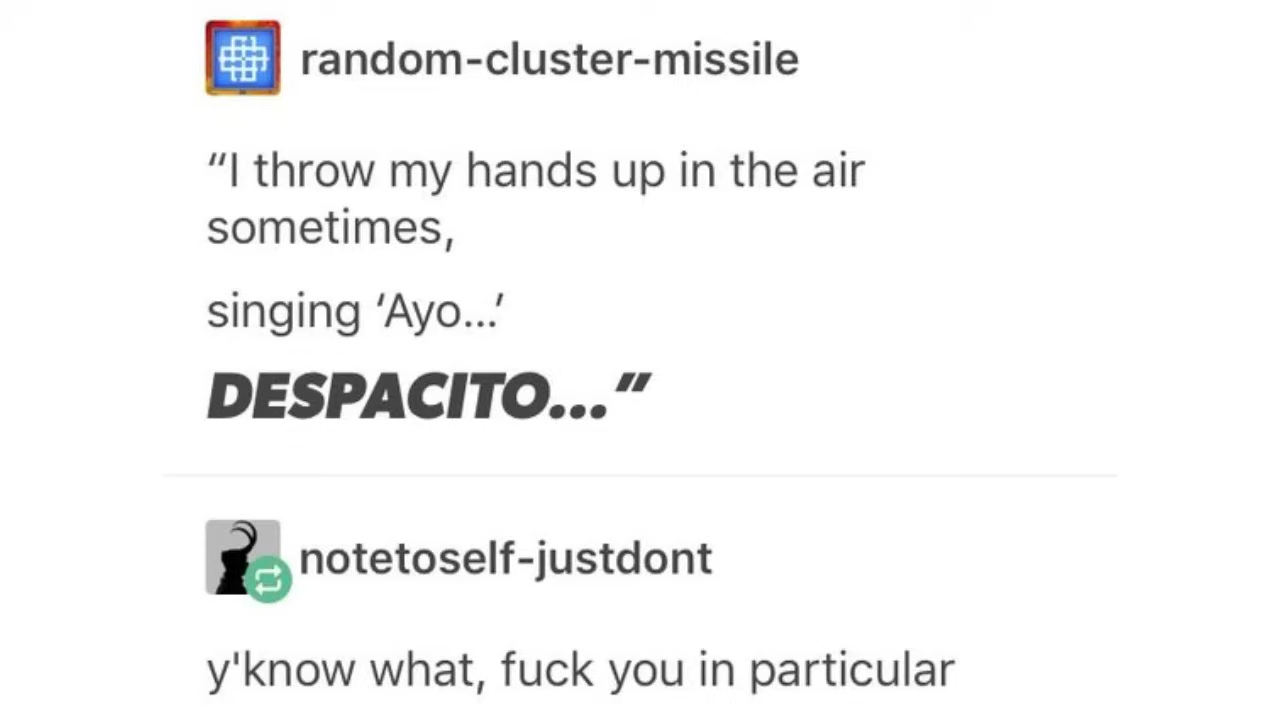 random-cluster-missile
“I throw my hands up in the air
sometimes,
singing ‘Ayo...’
DESPACITO...”
notetoself-justdont
y'know what, fuck you in particular